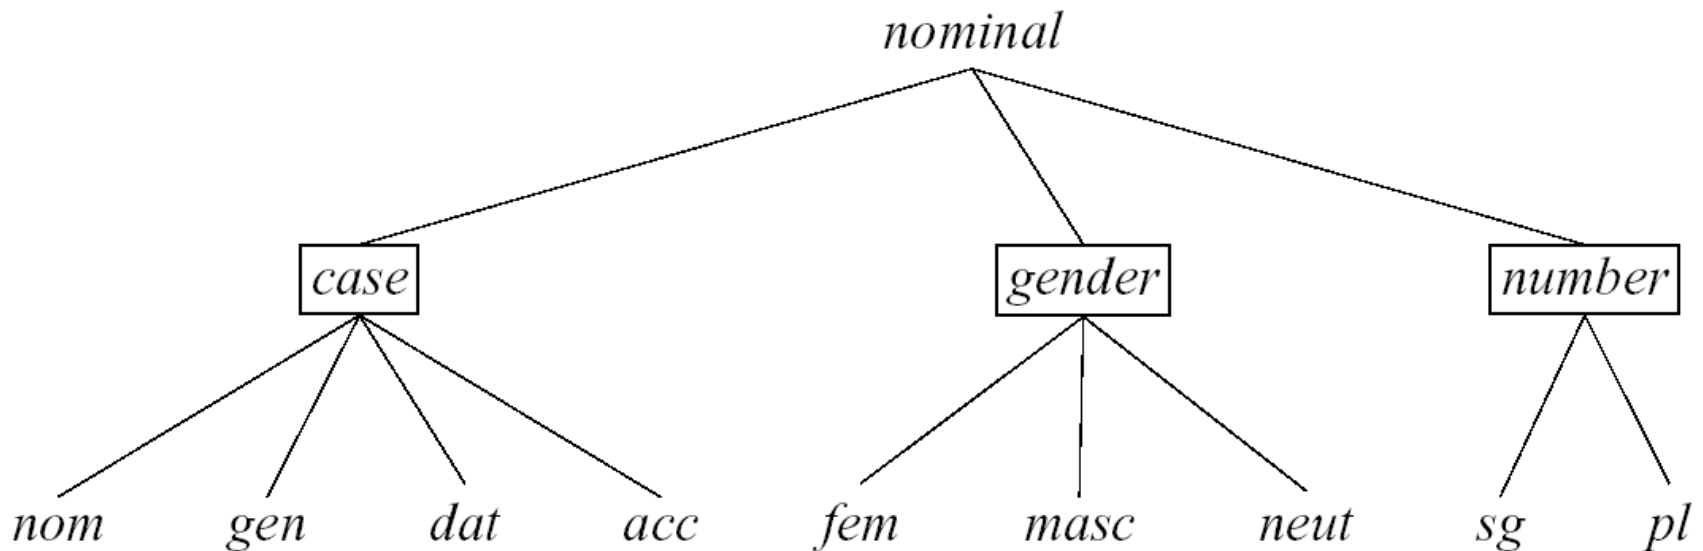 nominal
case gender number
nom gen dat acc fem masc neut sg pl